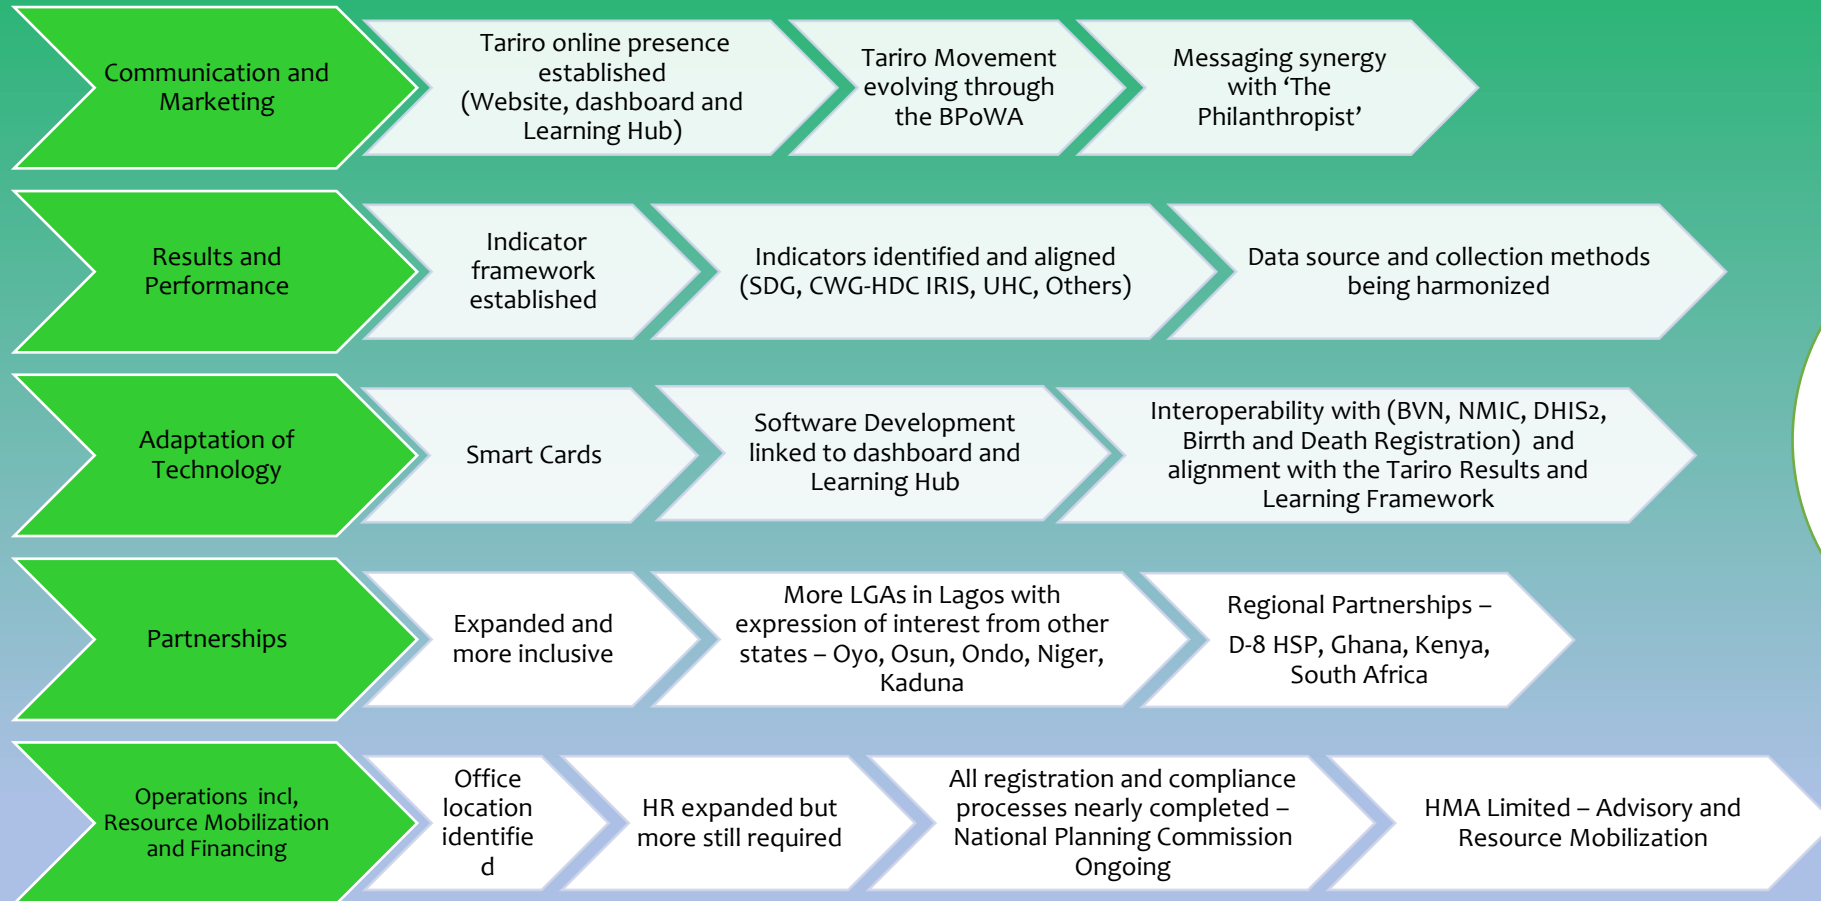 Communication and
Marketing
Tariro online presence
established
(Website, dashboard and
Learning Hub)
Tariro Movement
evolving through
the BPoWA
Messaging synergy
with ‘The
Philanthropist’
Results and
Performance
Indicator
framework
established
Indicators identified and aligned
(SDG, CWG-HDC IRIS, UHC, Others)
Data source and collection methods
being harmonized
Adaptation of
Technology
Smart Cards
Software Development
linked to dashboard and
Learning Hub
Interoperability with (BVN, NMIC, DHIS2,
Birrth and Death Registration) and
alignment with the Tariro Results and
Learning Framework
Partnerships
Expanded and
more inclusive
More LGAs in Lagos with
expression of interest from other
states – Oyo, Osun, Ondo, Niger,
Kaduna
Regional Partnerships –
D-8 HSP, Ghana, Kenya,
South Africa
Operations incl,
Resource Mobilization
and Financing
Office
location
identifie
d
HR expanded but
more still required
All registration and compliance
processes nearly completed –
National Planning Commission
Ongoing
HMA Limited – Advisory and
Resource Mobilization